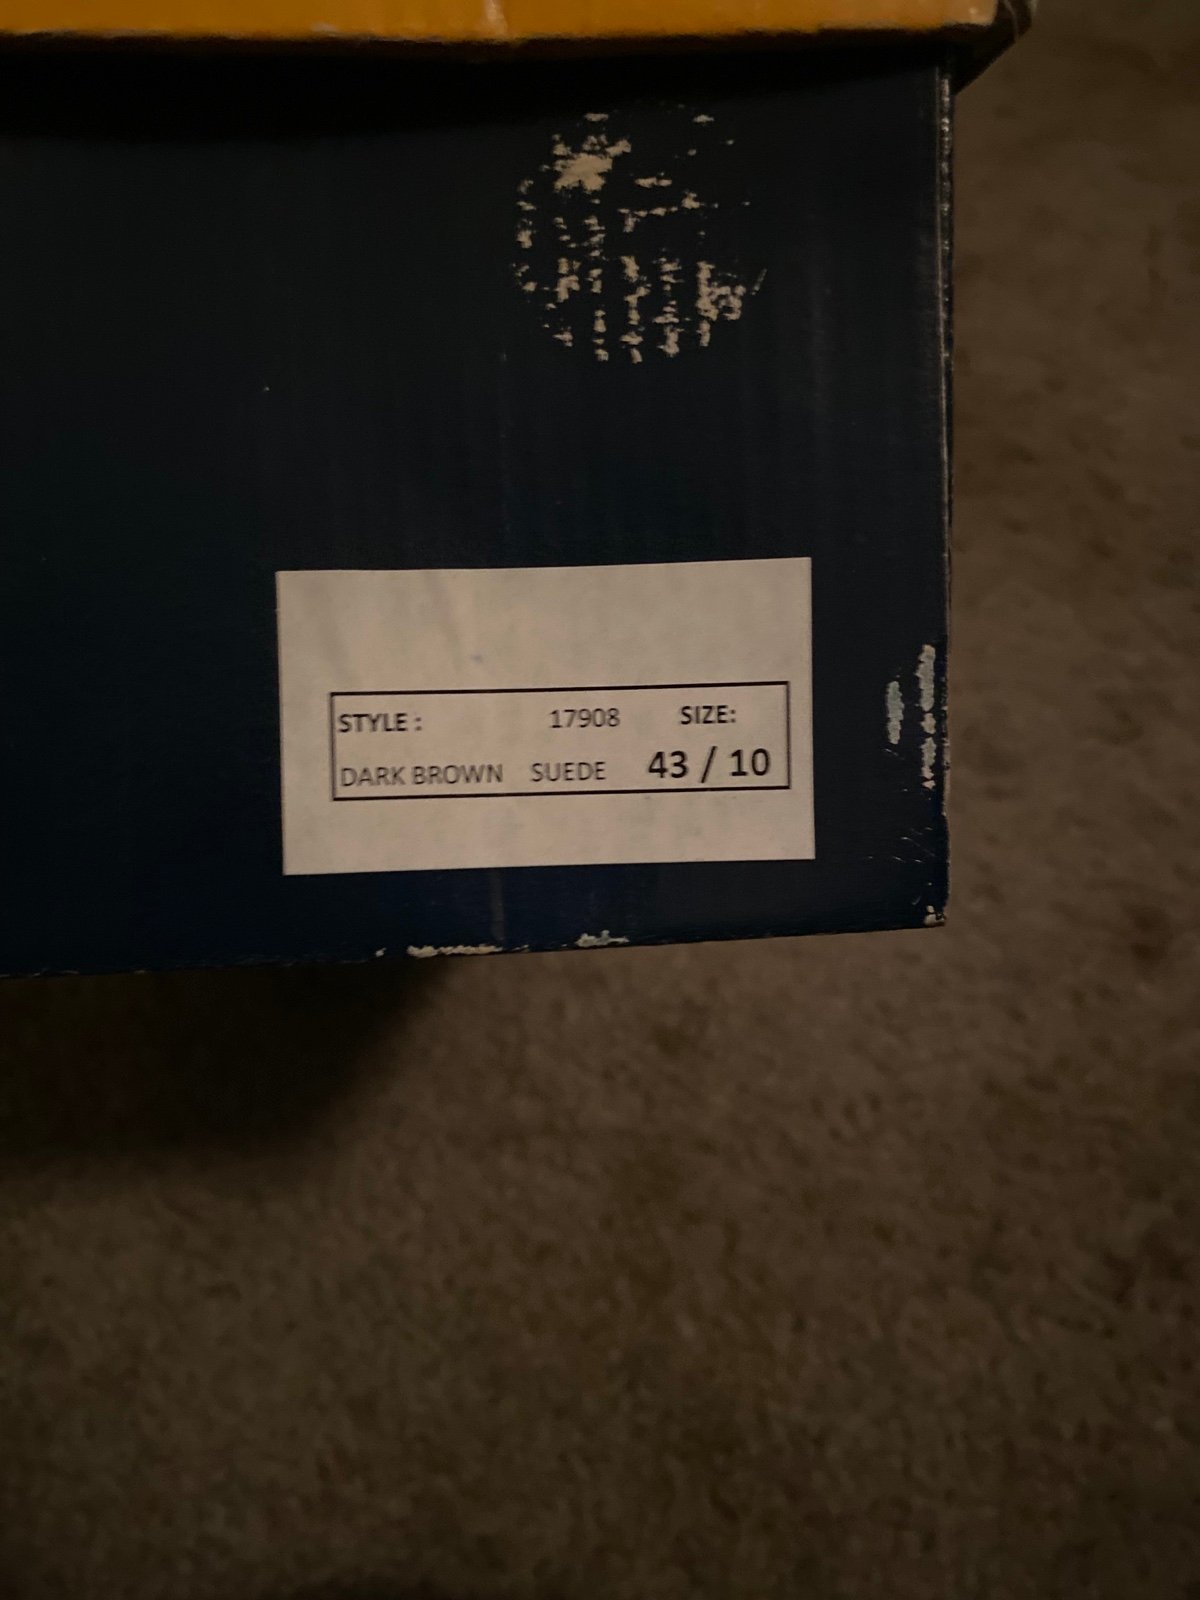 STYLE : 17908 SIZE:
DARK BROWN SUEDE 43 / 10